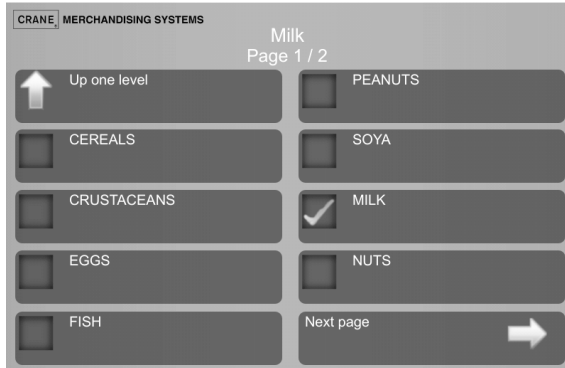 CRANE® MERCHANDISING SYSTEMS
Milk
Page 1 / 2
Up one level
PEANUTS
CEREALS
SOYA
CRUSTACEANS
MILK
EGGS
NUTS
FISH
Next page